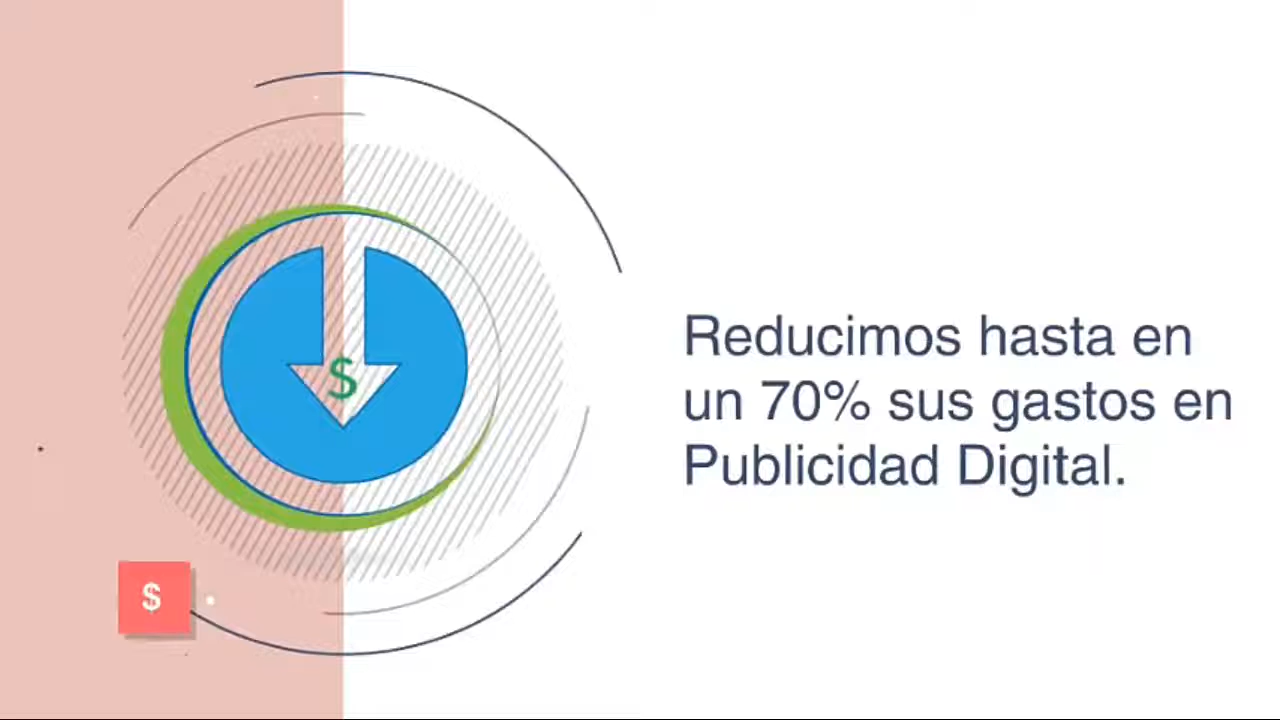 $
Reducimos hasta en
un 70% sus gastos en
Publicidad Digital.
$